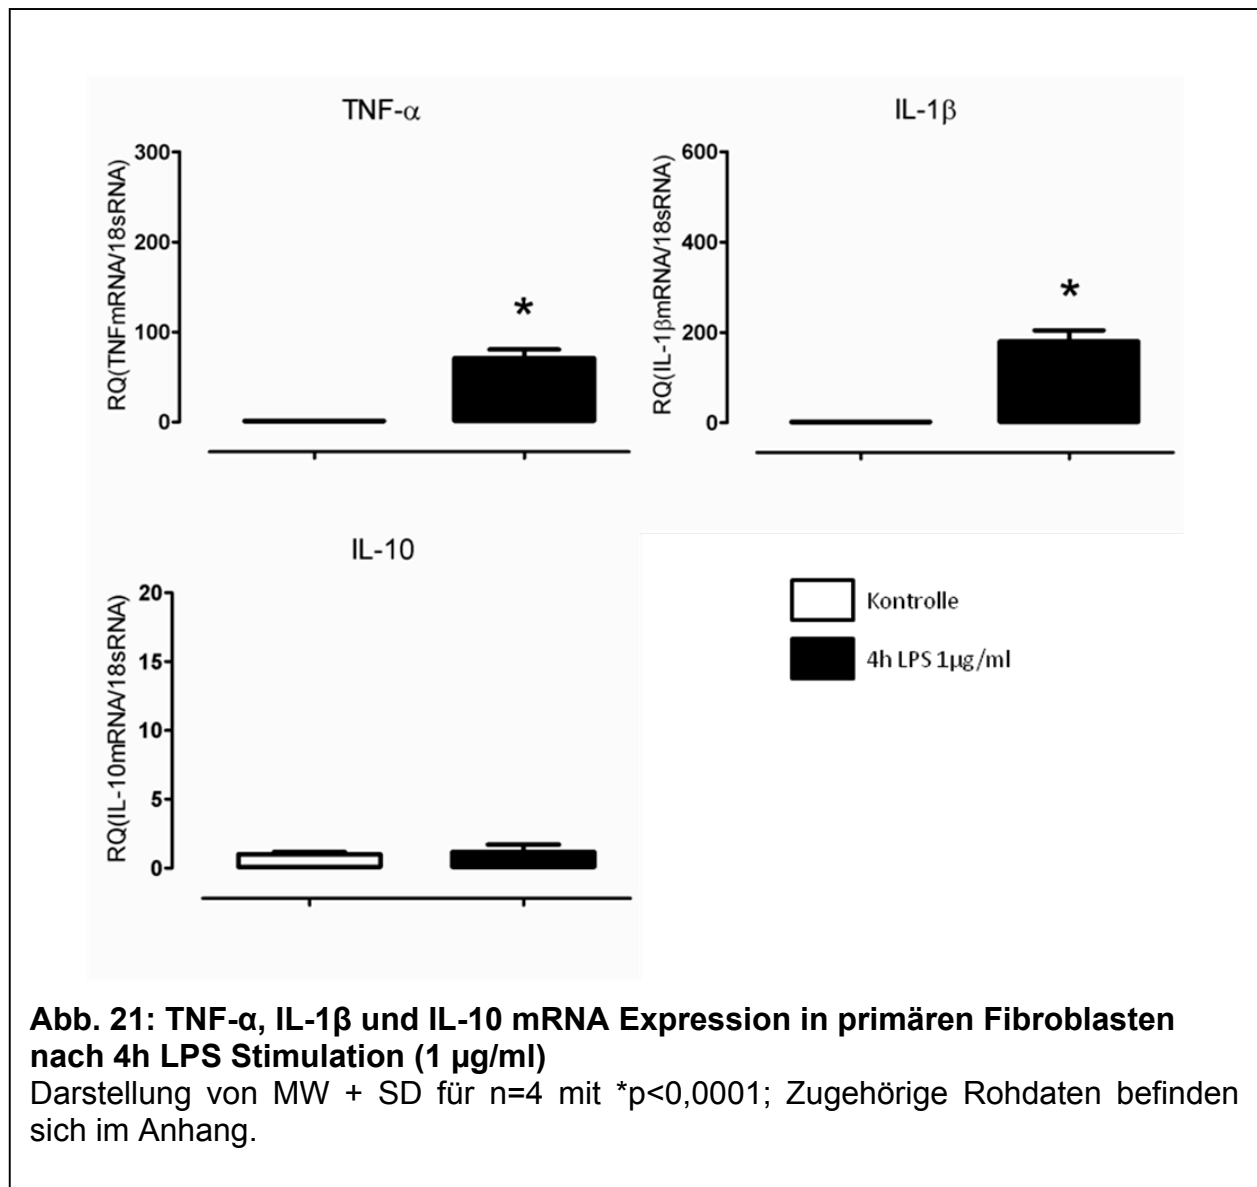 TNF-α
RQ(TNFmRNA/18sRNA)
300
200
100
0
*
IL-1β
RQ(IL-1βmRNA/18sRNA)
600
400
200
0
*
IL-10
RQ(IL-10mRNA/18sRNA)
20
15
10
5
0
Kontrolle
4h LPS 1µg/ml
Abb. 21: TNF-α, IL-1β und IL-10 mRNA Expression in primären Fibroblasten
nach 4h LPS Stimulation (1 µg/ml)
Darstellung von MW + SD für n=4 mit *p<0,0001; Zugehörige Rohdaten befinden
sich im Anhang.